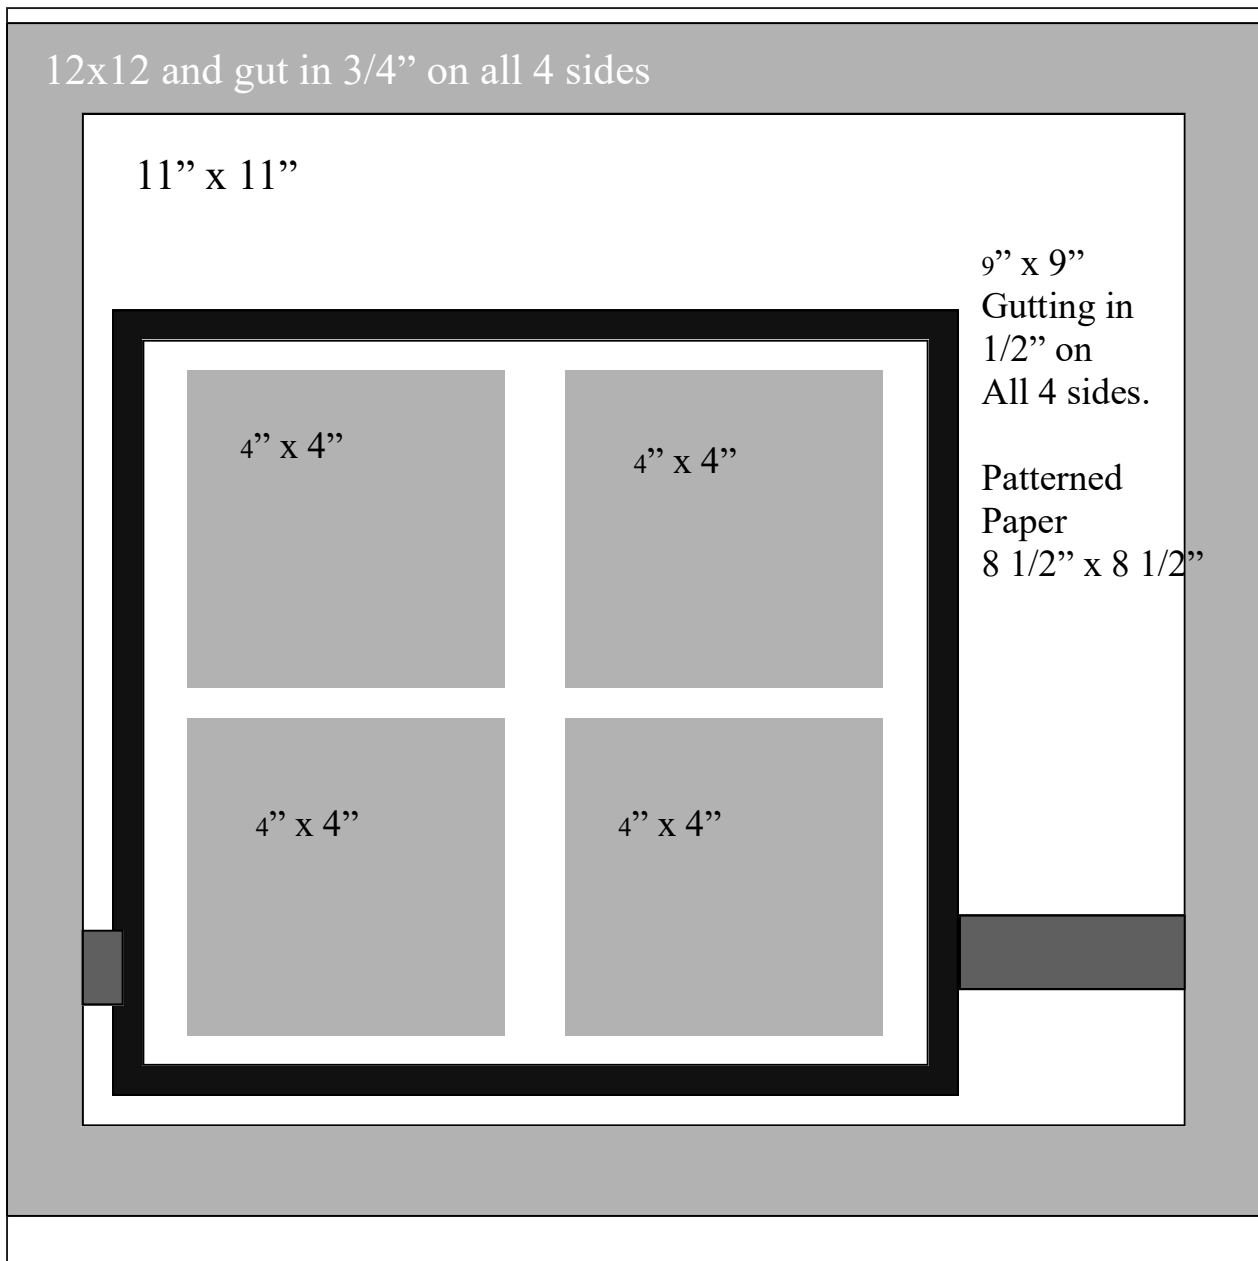 12x12 and gut in 3/4” on all 4 sides
11” x 11”
9” x 9”
Gutting in
1/2” on
All 4 sides.
Patterned
Paper
8 1/2” x 8 1/2”
4” x 4”
4” x 4”
4” x 4”
4” x 4”